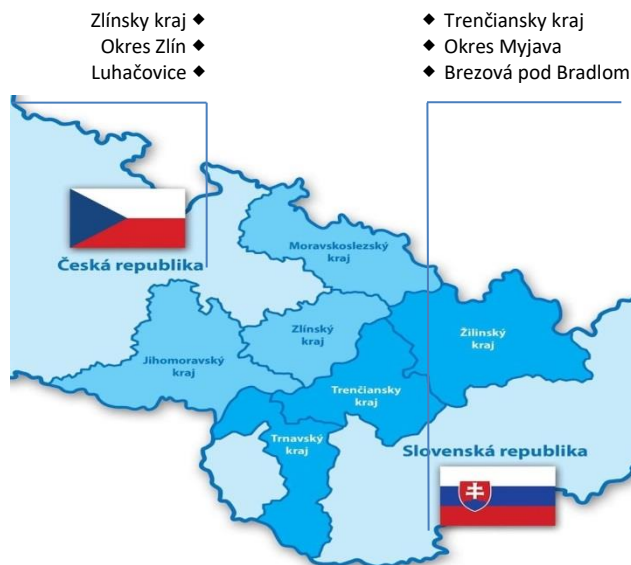 Zlínsky kraj ◆
Okres Zlín ◆
Luhačovice ◆
◆ Trenčiansky kraj
◆ Okres Myjava
◆ Brezová pod Bradlom
Moravskoslezský
kraj
Česká republika
Zlínský
kraj
Žilinský
kraj
Jihomoravský
kraj
Trenčiansky
kraj
Trnavský
kraj
Slovenská republika